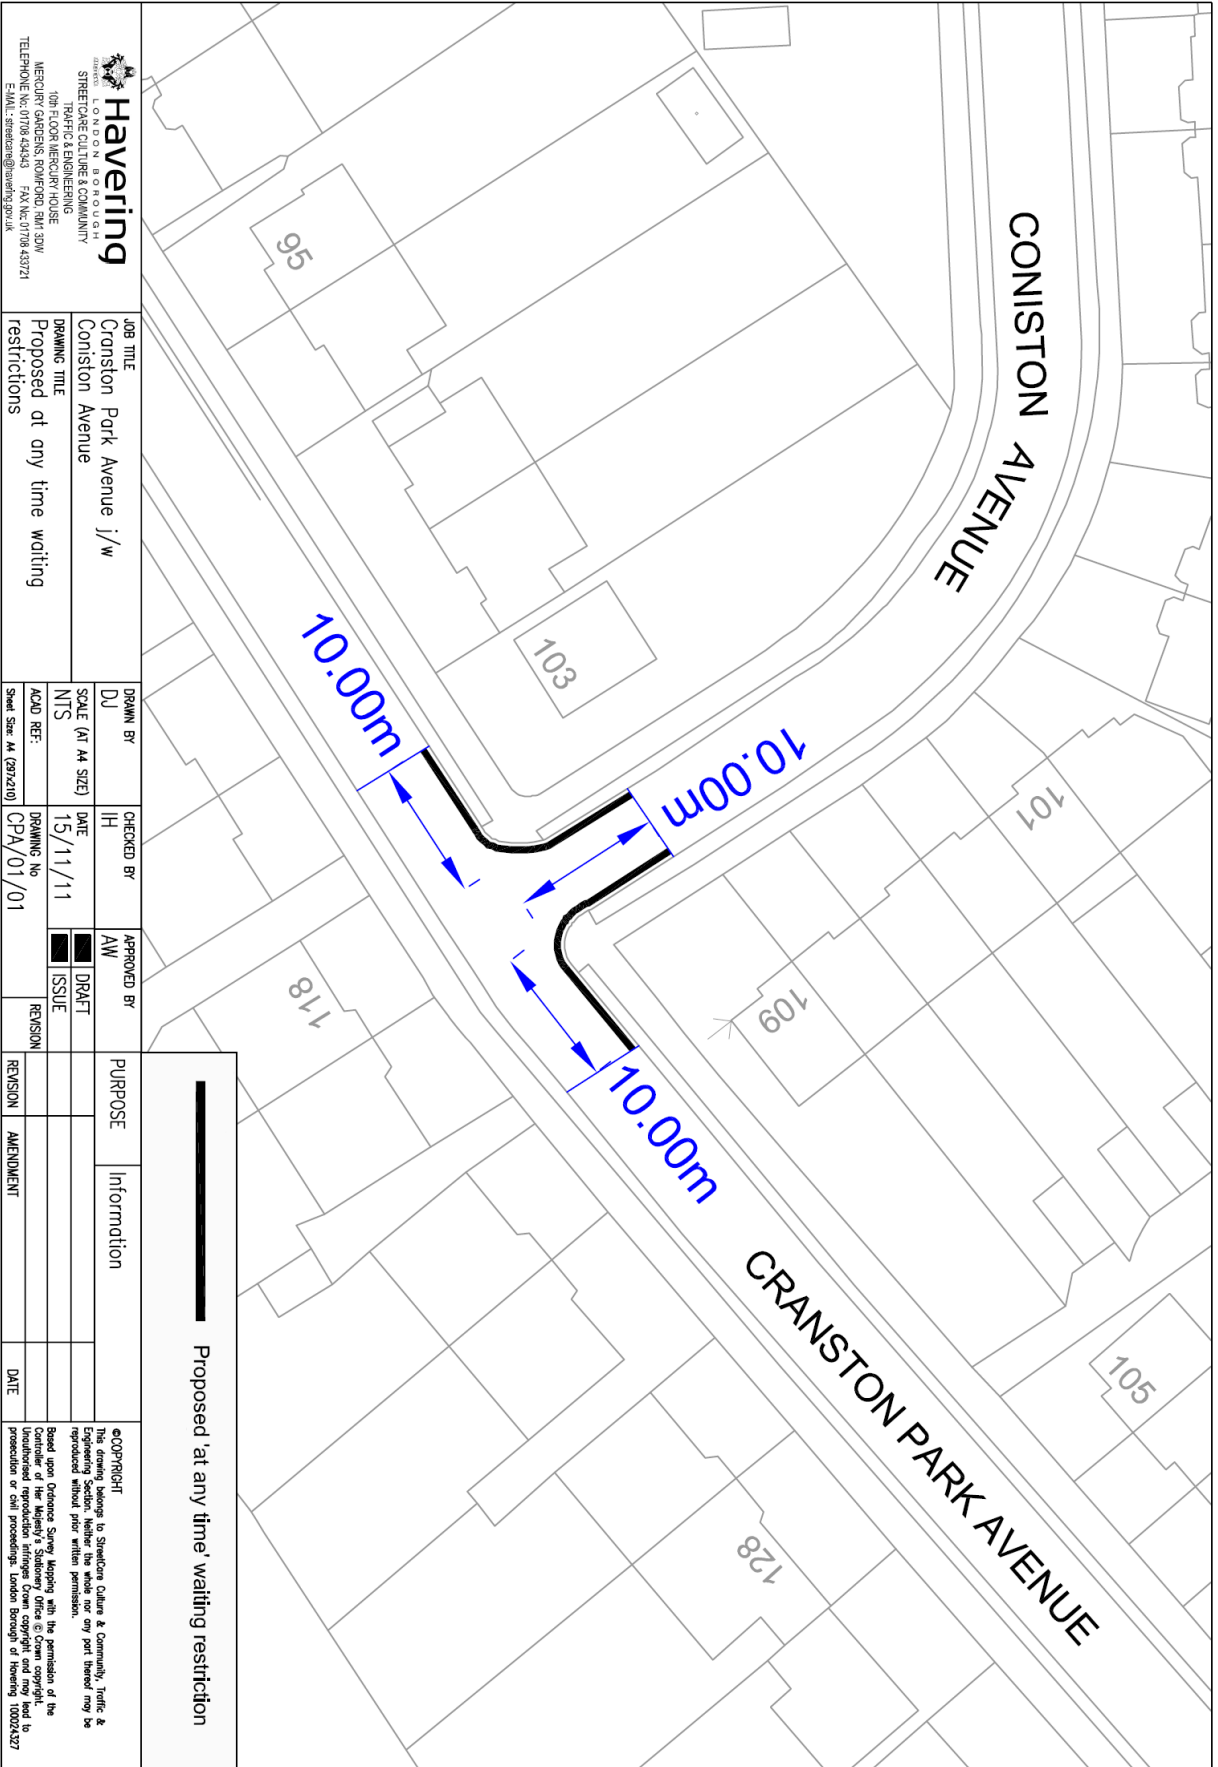 CONISTON AVENUE
CRANSTON PARK AVENUE
95
103
101
109
105
118
128
10.00m
10.00m
10.00m
Proposed 'at any time' waiting restriction
Havering
LONDON BOROUGH
STREETCARE CULTURE & COMMUNITY
TRAFFIC & ENGINEERING
10th FLOOR MERCURY HOUSE
MERCURY GARDENS, ROMFORD, RM1 3DW
TELEPHONE No: 01708 434343 FAX No: 01708 433721
E-MAIL: streetcare@havering.gov.uk
JOB TITLE
Cranston Park Avenue j/w
Coniston Avenue
DRAWING TITLE
Proposed at any time waiting
restrictions
DRAWN BY
DJ
CHECKED BY
IH
APPROVED BY
AW
SCALE (AT A4 SIZE)
NTS
DATE
15/11/11
DRAFT
ISSUE
ACAD REF:
DRAWING No
CPA/01/01
REVISION
Sheet Size: A4 (297x210)
PURPOSE
Information
REVISION
AMENDMENT
DATE
©COPYRIGHT
This drawing belongs to StreetCare Culture & Community, Traffic &
Engineering Section. Neither the whole nor any part thereof may be
reproduced without prior written permission.
Based upon Ordnance Survey Mapping with the permission of the
Controller of Her Majesty's Stationery Office © Crown copyright.
Unauthorised reproduction infringes Crown copyright and may lead to
prosecution or civil proceedings. London Borough of Havering 100024327